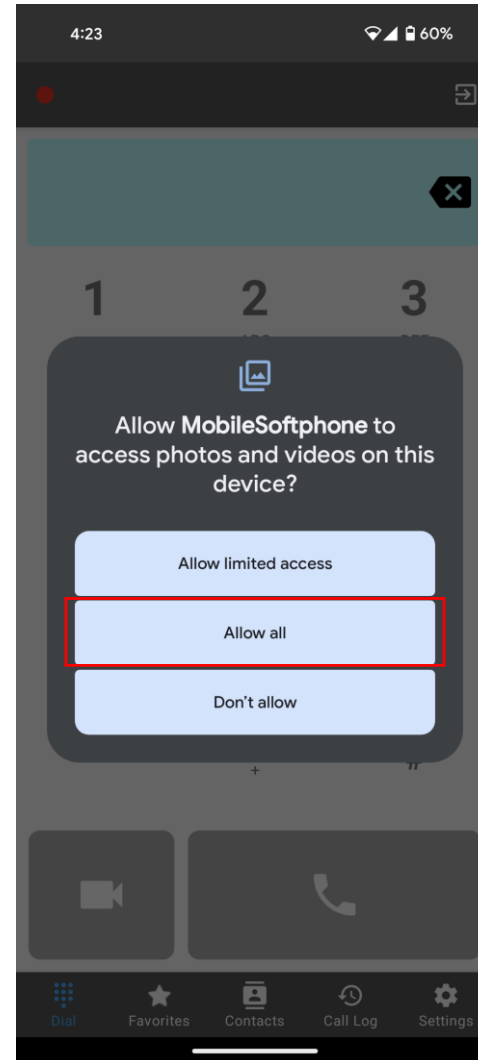 4:23
60%
1
2
3
Allow MobileSoftphone to
access photos and videos on this
device?
Allow limited access
Allow all
Don't allow
+
Dial
Favorites
Contacts
Call Log
Settings